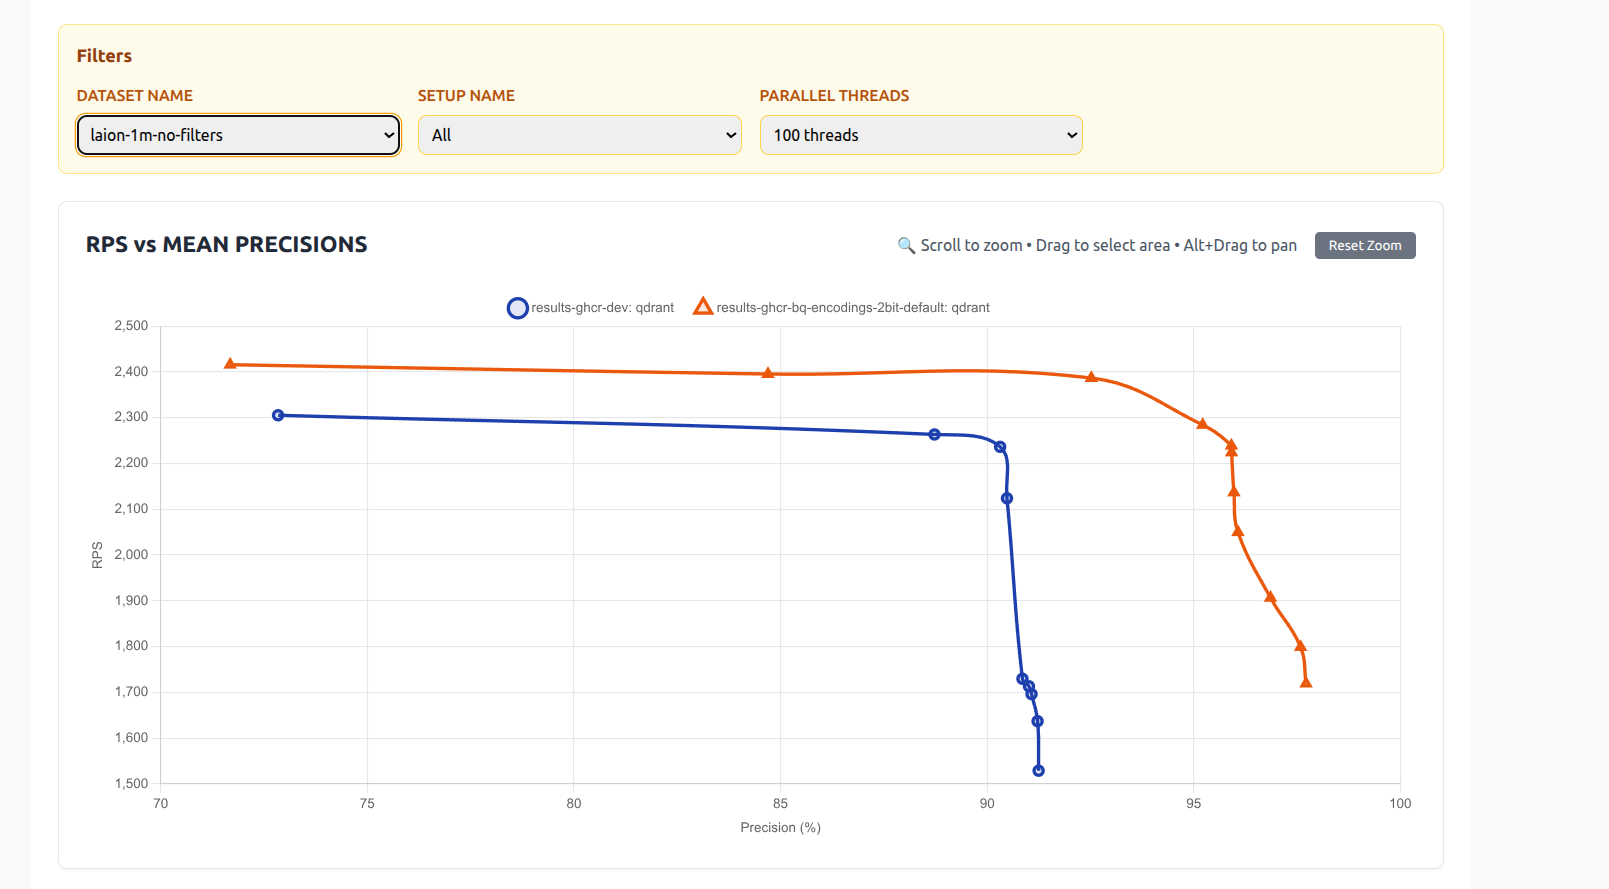 Filters
DATASET NAME SETUP NAME PARALLEL THREADS
laion-1m-no-filters All 100 threads
RPS vs MEAN PRECISIONS
🔍 Scroll to zoom • Drag to select area • Alt+Drag to pan Reset Zoom
results-ghcr-dev: qdrant results-ghcr-bq-encodings-2bit-default: qdrant
2,500
2,400
2,300
2,200
2,100
2,000
1,900
1,800
1,700
1,600
1,500
RPS
70 75 80 85 90 95 100
Precision (%)